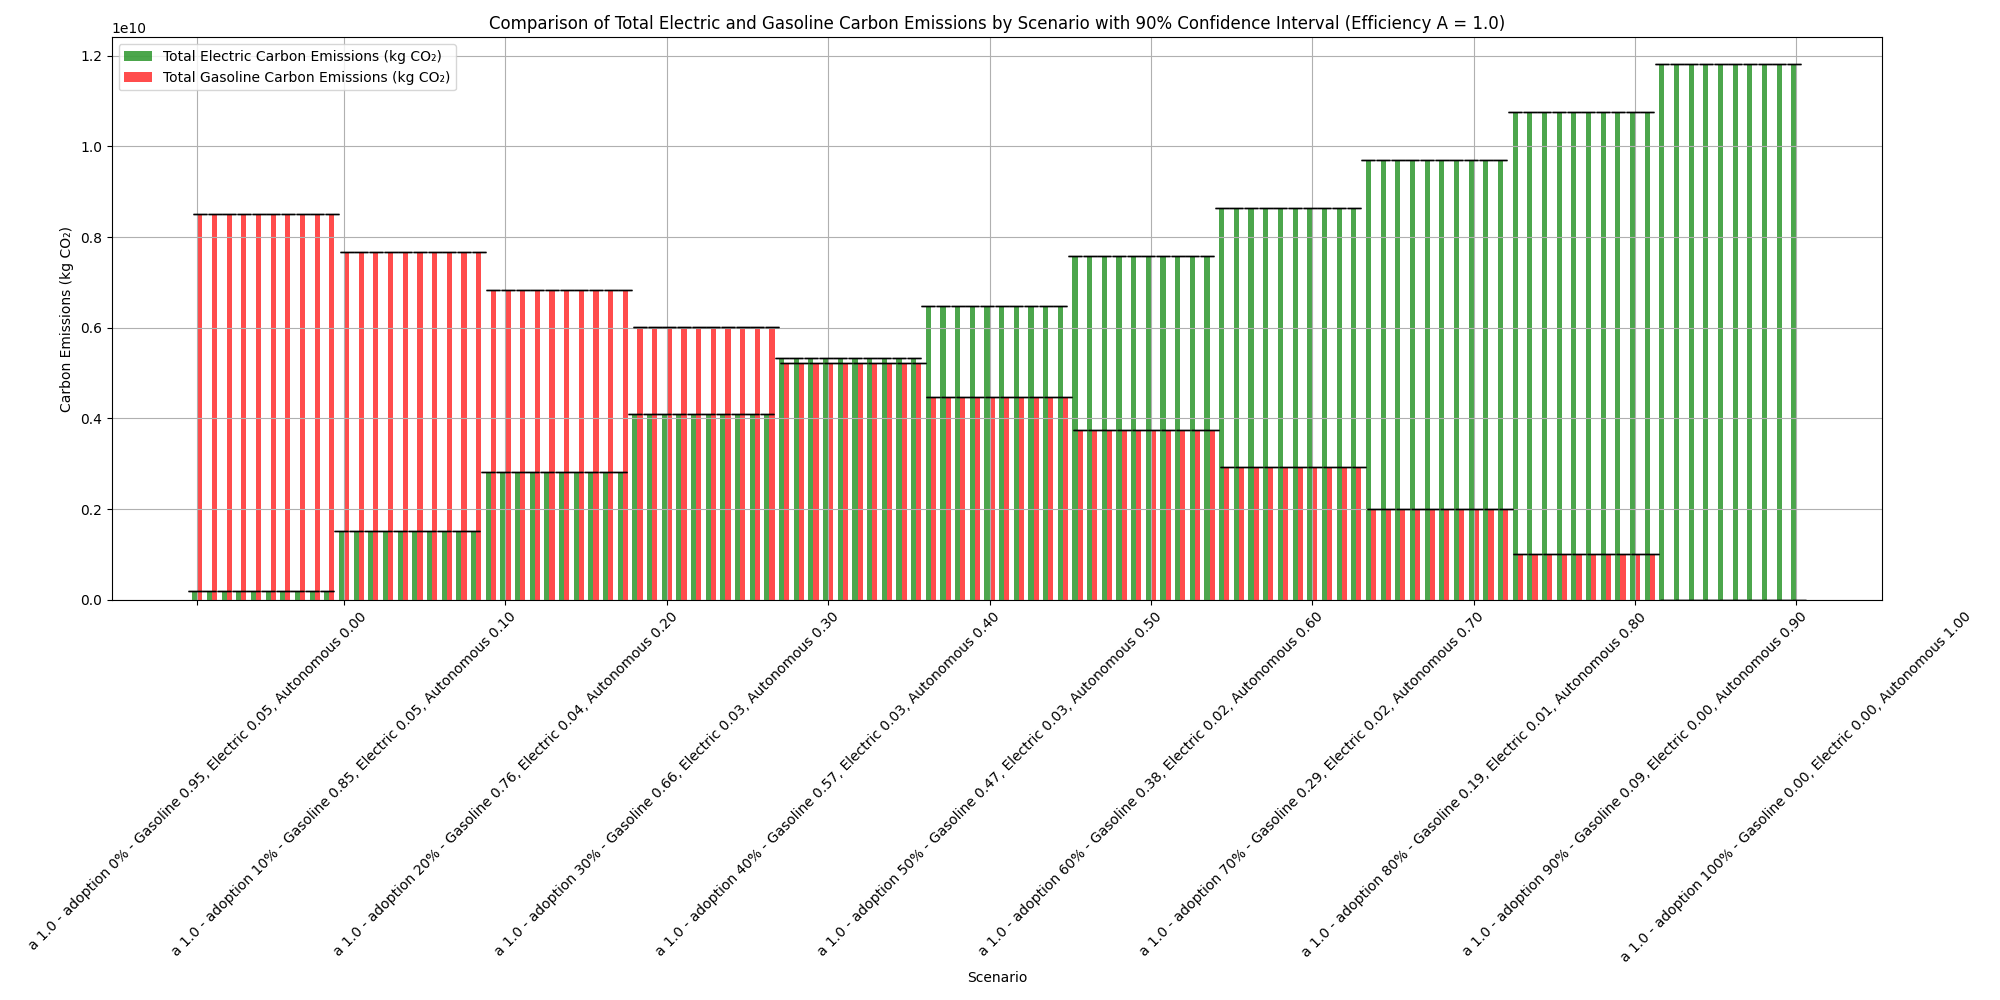 Comparison of Total Electric and Gasoline Carbon Emissions by Scenario with 90% Confidence Interval (Efficiency A = 1.0)
1e10
Total Electric Carbon Emissions (kg CO₂)
Total Gasoline Carbon Emissions (kg CO₂)
1.2
1.0
0.8
0.6
0.4
0.2
0.0
Carbon Emissions (kg CO₂)
a 1.0 - adoption 0% - Gasoline 0.95, Electric 0.05, Autonomous 0.00
a 1.0 - adoption 10% - Gasoline 0.85, Electric 0.05, Autonomous 0.10
a 1.0 - adoption 20% - Gasoline 0.76, Electric 0.04, Autonomous 0.20
a 1.0 - adoption 30% - Gasoline 0.66, Electric 0.03, Autonomous 0.30
a 1.0 - adoption 40% - Gasoline 0.57, Electric 0.03, Autonomous 0.40
a 1.0 - adoption 50% - Gasoline 0.47, Electric 0.03, Autonomous 0.50
a 1.0 - adoption 60% - Gasoline 0.38, Electric 0.02, Autonomous 0.60
a 1.0 - adoption 70% - Gasoline 0.29, Electric 0.02, Autonomous 0.70
a 1.0 - adoption 80% - Gasoline 0.19, Electric 0.01, Autonomous 0.80
a 1.0 - adoption 90% - Gasoline 0.09, Electric 0.00, Autonomous 0.90
a 1.0 - adoption 100% - Gasoline 0.00, Electric 0.00, Autonomous 1.00
Scenario